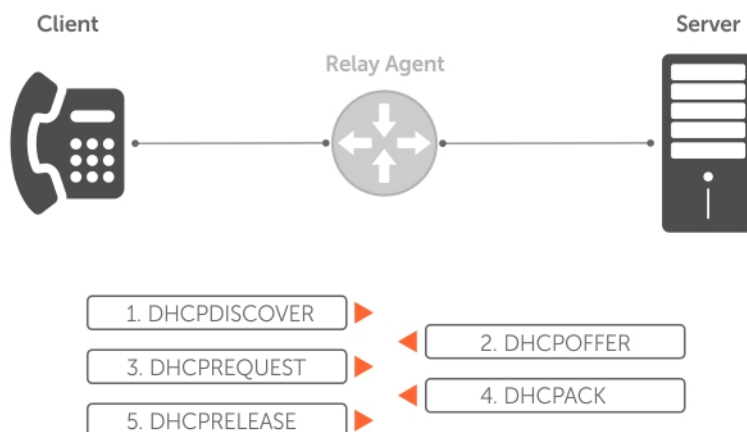 Client
Server
Relay Agent
1. DHCPDISCOVER
2. DHCPOFFER
3. DHCPREQUEST
4. DHCPACK
5. DHCPRELEASE